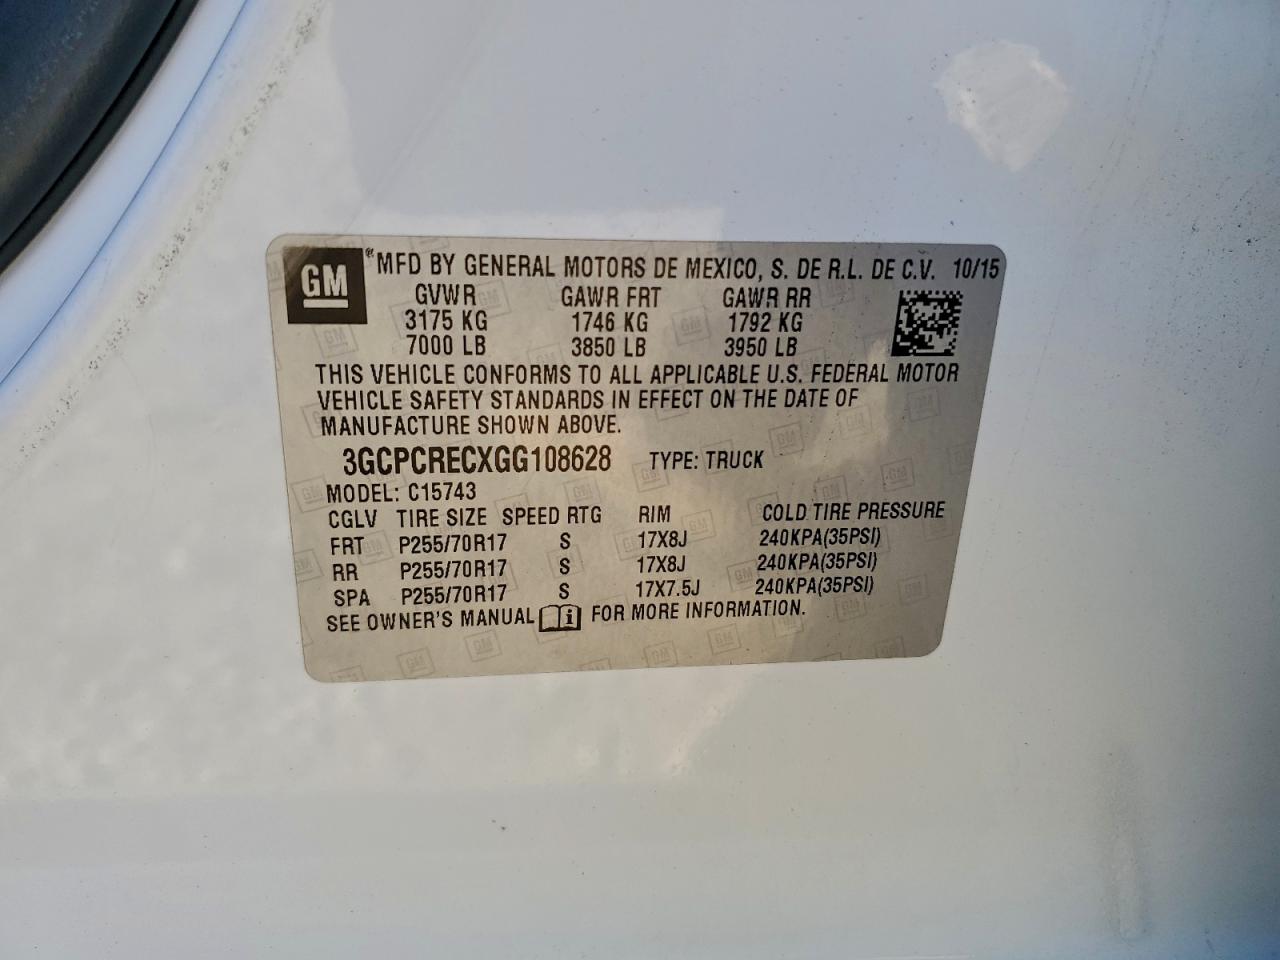 GM ® MFD BY GENERAL MOTORS DE MEXICO, S. DE R.L. DE C.V. 10/15
GVWR GAWR FRT GAWR RR
3175 KG 1746 KG 1792 KG
7000 LB 3850 LB 3950 LB
THIS VEHICLE CONFORMS TO ALL APPLICABLE U.S. FEDERAL MOTOR
VEHICLE SAFETY STANDARDS IN EFFECT ON THE DATE OF
MANUFACTURE SHOWN ABOVE.
3GCPCRECXGG108628 TYPE: TRUCK
MODEL: C15743
CGLV TIRE SIZE SPEED RTG RIM COLD TIRE PRESSURE
FRT P255/70R17 S 17X8J 240KPA(35PSI)
RR P255/70R17 S 17X8J 240KPA(35PSI)
SPA P255/70R17 S 17X7.5J 240KPA(35PSI)
SEE OWNER'S MANUAL i FOR MORE INFORMATION.